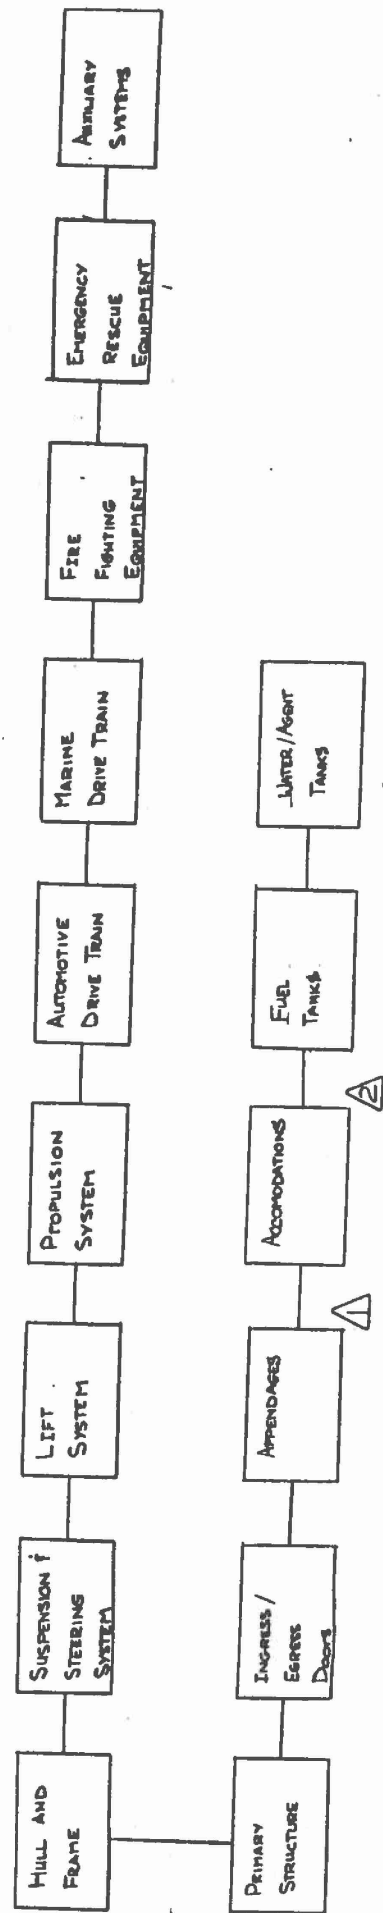 HULL AND
FRAME
SUSPENSION &
STEERING
SYSTEM
LIFT
SYSTEM
PROPULSION
SYSTEM
AUTOMOTIVE
DRIVE TRAIN
MARINE
DRIVE TRAIN
FIRE
FIGHTING
EQUIPMENT
EMERGENCY
RESCUE
EQUIPMENT
AUXILIARY
SYSTEMS
PRIMARY
STRUCTURE
INGRESS/
EGRESS
DOORS
APPENDAGES
1
ACCOMODATIONS
2
FUEL
TANKS
WATER/AGENT
TANKS